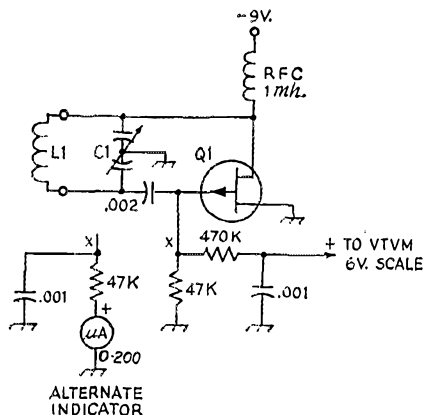 -9V.
RFC
1mh.
L1
C1
Q1
.002
X
X
470K
+ TO VTVM
6V. SCALE
.001
47K
47K
.001
+
µA
0-200
ALTERNATE
INDICATOR